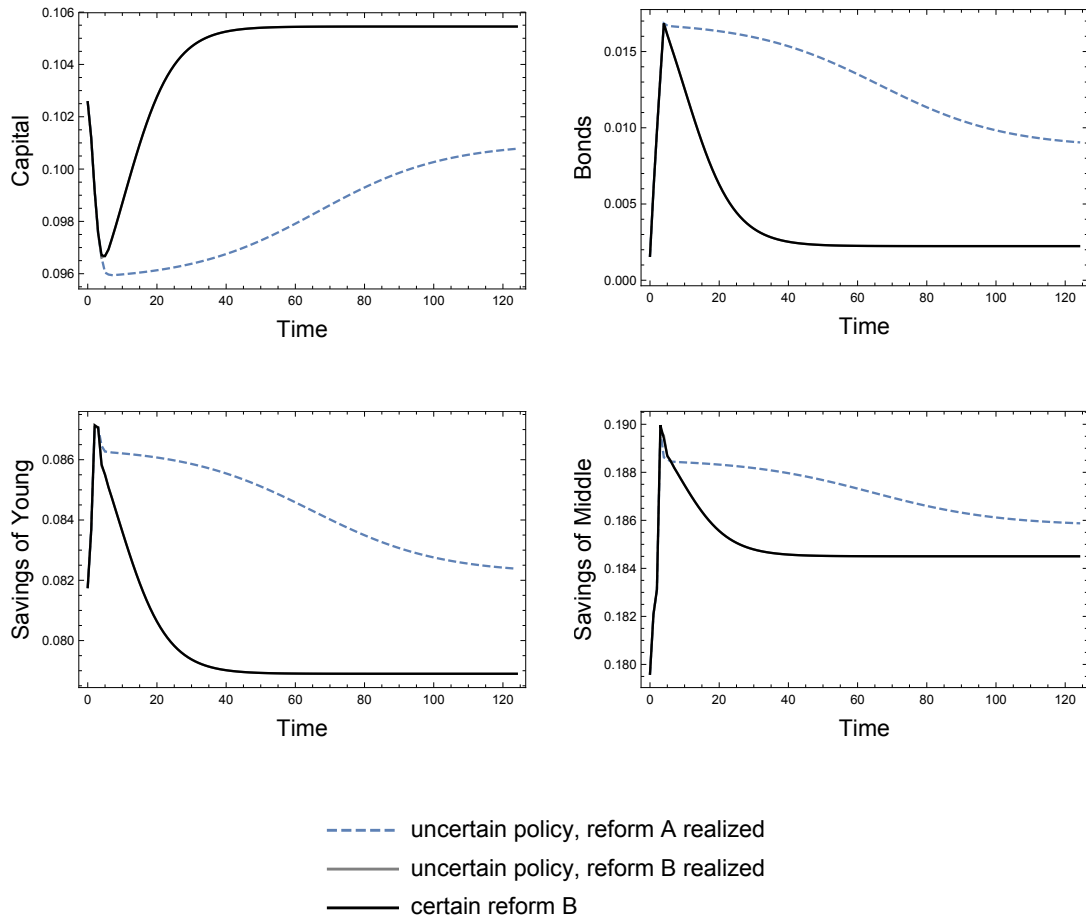 0.106
0.104
0.102
0.100
0.098
0.096
Capital
0 20 40 60 80 100 120
Time
0.015
0.010
0.005
0.000
Bonds
0 20 40 60 80 100 120
Time
0.086
0.084
0.082
0.080
Savings of Young
0 20 40 60 80 100 120
Time
0.190
0.188
0.186
0.184
0.182
0.180
Savings of Middle
0 20 40 60 80 100 120
Time
uncertain policy, reform A realized
uncertain policy, reform B realized
certain reform B